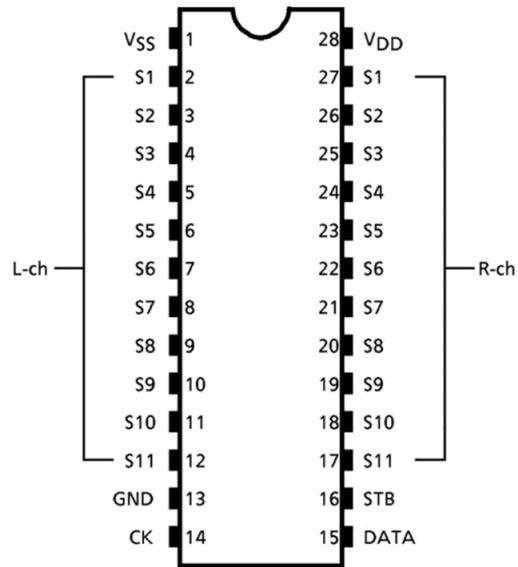 VSS 1 28 VDD
S1 2 27 S1
S2 3 26 S2
S3 4 25 S3
S4 5 24 S4
S5 6 23 S5
L-ch S6 7 22 S6 R-ch
S7 8 21 S7
S8 9 20 S8
S9 10 19 S9
S10 11 18 S10
S11 12 17 S11
GND 13 16 STB
CK 14 15 DATA